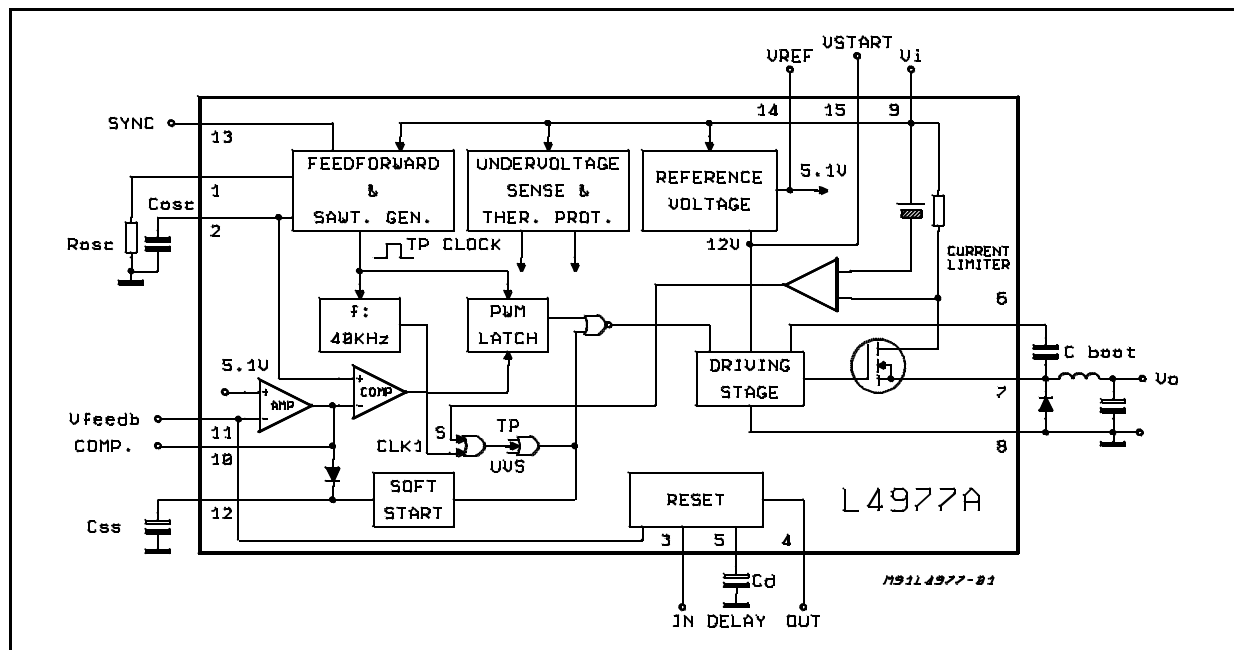 VREF
VSTART
Vi
14
15
9
SYNC
13
FEEDFORWARD
&
SAWT. GEN.
UNDERVOLTAGE
SENSE &
THER. PROT.
REFERENCE
VOLTAGE
5.1V
1
Cosc
2
Rosc
TP CLOCK
12V
CURRENT
LIMITER
6
f:
40KHz
PWM
LATCH
DRIVING
STAGE
C boot
Vo
7
8
5.1V
+
-
AMP
+
-
COMP
Vfeedb
11
COMP.
10
S
CLK1
TP
UVS
SOFT
START
12
Css
RESET
L4977A
3
5
4
Cd
IN
DELAY
OUT
M91L4977-01